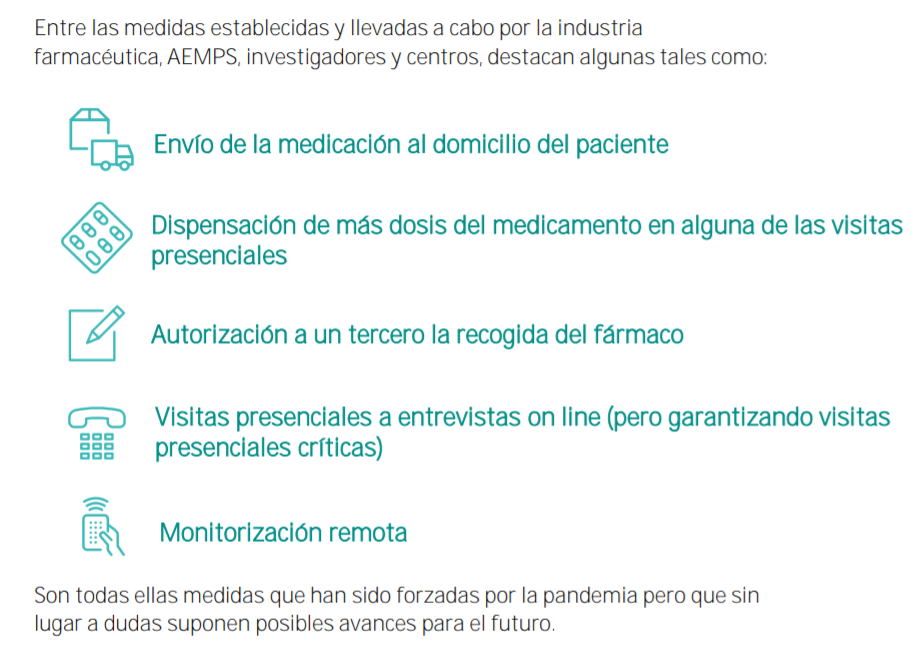 Entre las medidas establecidas y llevadas a cabo por la industria
farmacéutica, AEMPS, investigadores y centros, destacan algunas tales como:
Envío de la medicación al domicilio del paciente
Dispensación de más dosis del medicamento en alguna de las visitas
presenciales
Autorización a un tercero la recogida del fármaco
Visitas presenciales a entrevistas on line (pero garantizando visitas
presenciales críticas)
Monitorización remota
Son todas ellas medidas que han sido forzadas por la pandemia pero que sin
lugar a dudas suponen posibles avances para el futuro.